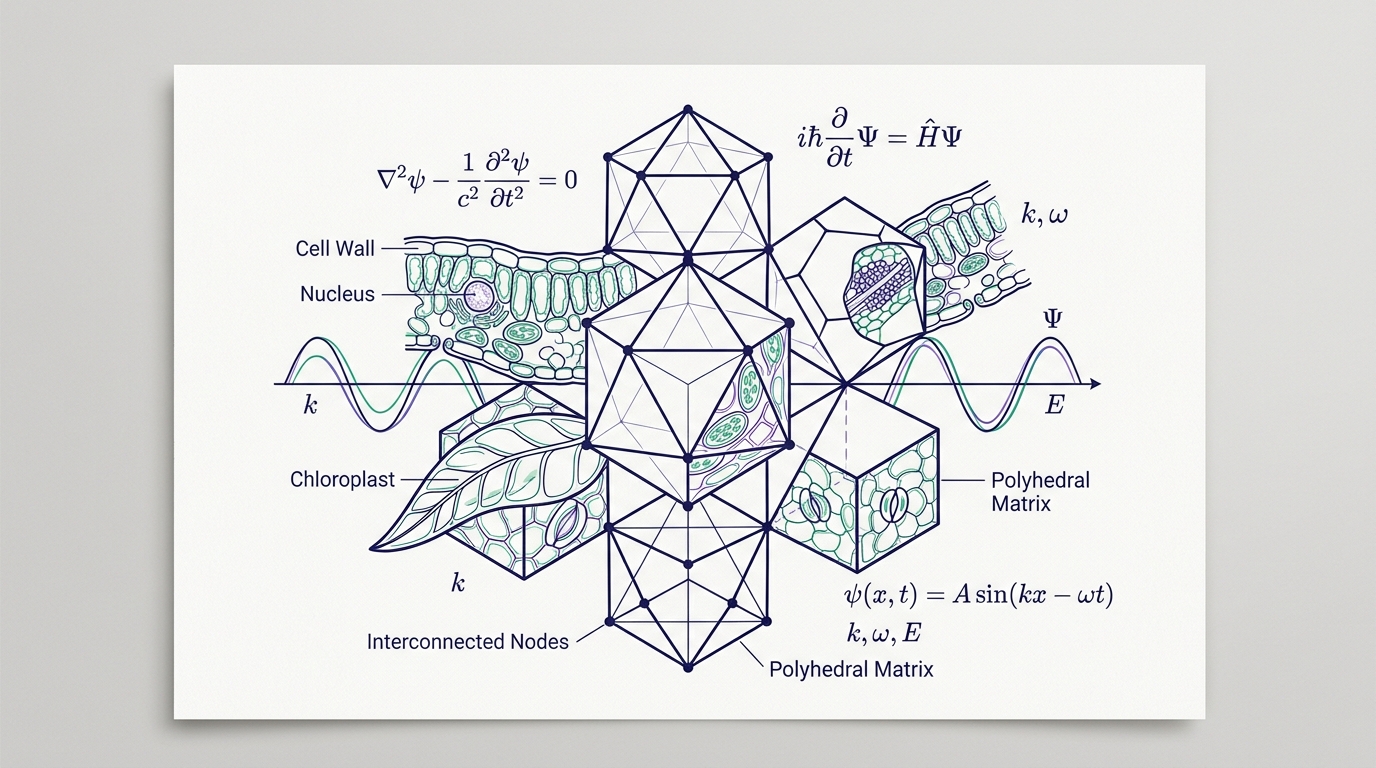 iħ ∂/∂t Ψ = ĤΨ
∇²ψ − 1/c² ∂²ψ/∂t² = 0
k, ω
Cell Wall
Nucleus
Ψ
k
E
Chloroplast
Polyhedral
Matrix
k
ψ(x, t) = A sin(kx − ωt)
k, ω, E
Interconnected Nodes
Polyhedral Matrix